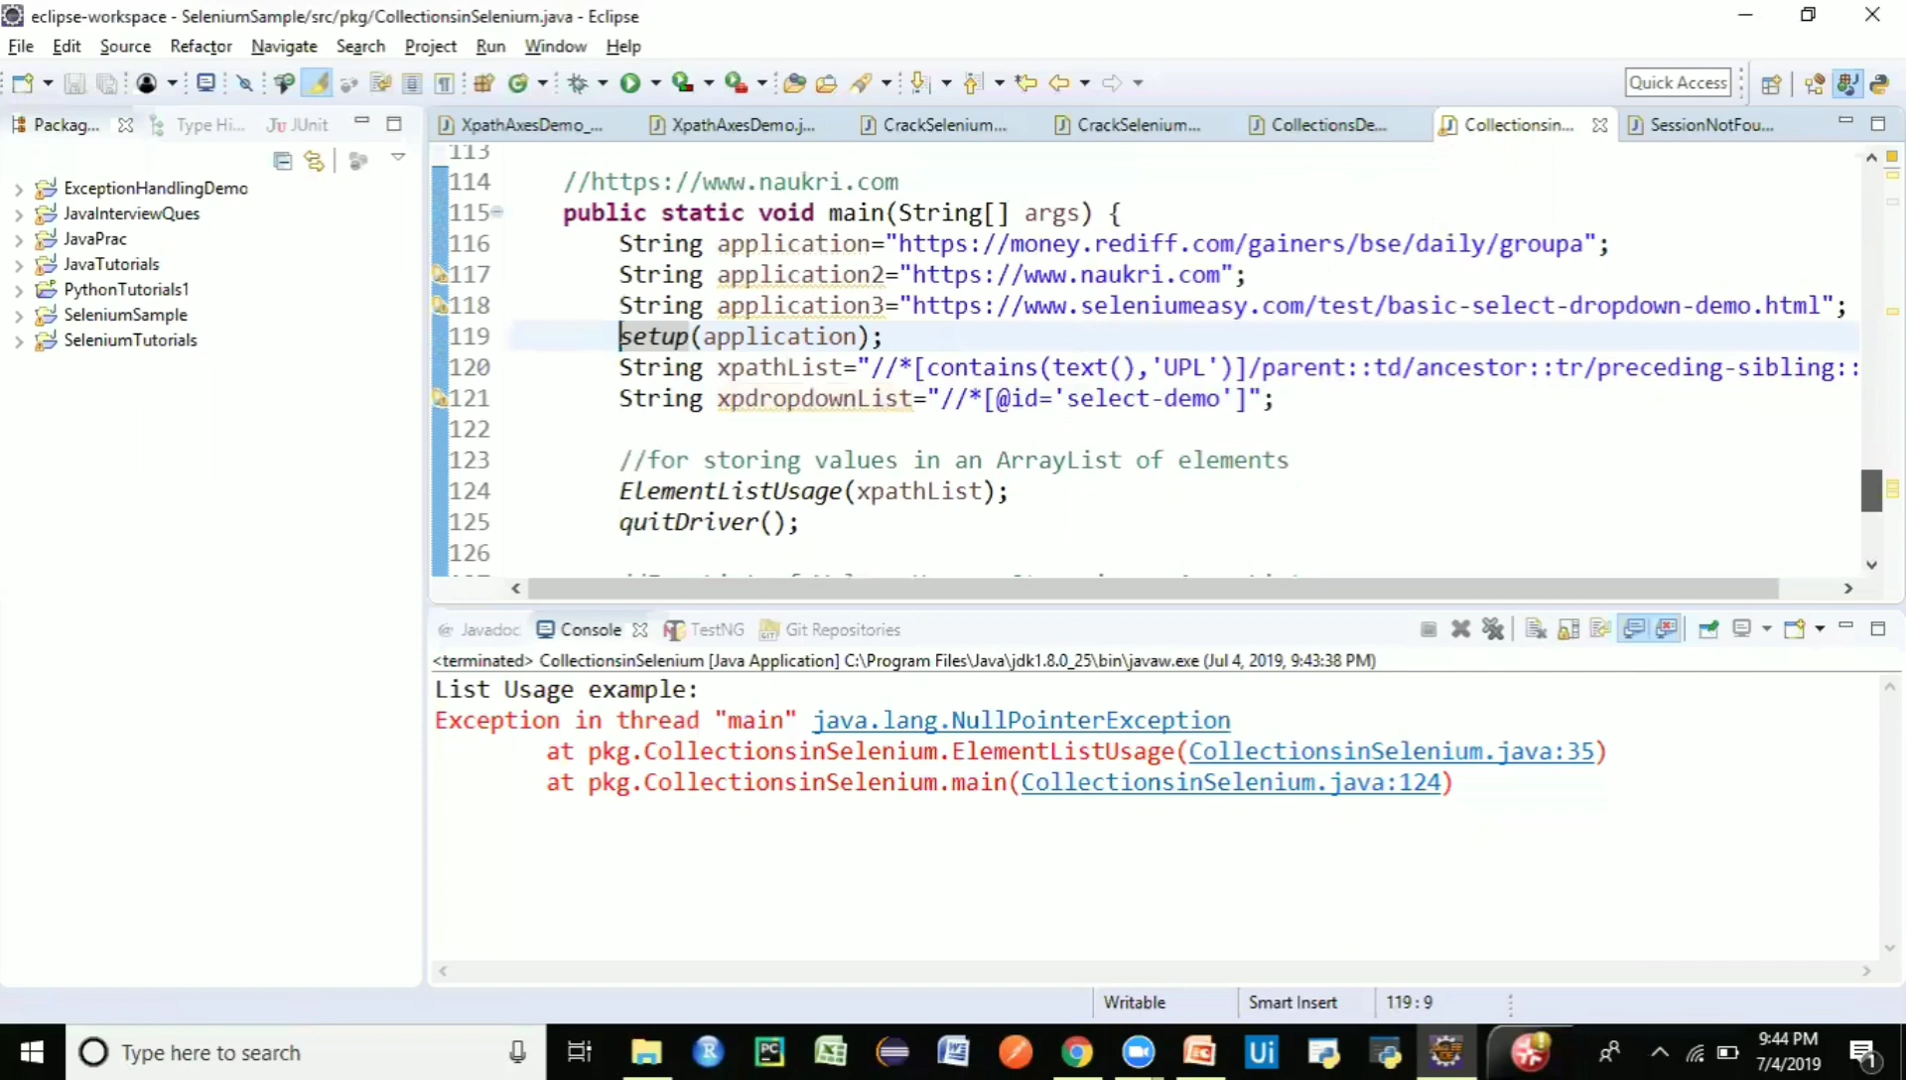 eclipse-workspace - SeleniumSample/src/pkg/CollectionsinSelenium.java - Eclipse
File Edit Source Refactor Navigate Search Project Run Window Help
Quick Access
Packag... Type Hi... JUnit
XpathAxesDemo_... XpathAxesDemo.j... CrackSelenium... CrackSelenium... CollectionsDe... Collectionsin... SessionNotFou...
ExceptionHandlingDemo
JavaInterviewQues
JavaPrac
JavaTutorials
PythonTutorials1
SeleniumSample
SeleniumTutorials
113
114 //https://www.naukri.com
115 public static void main(String[] args) {
116 String application="https://money.rediff.com/gainers/bse/daily/groupa";
117 String application2="https://www.naukri.com";
118 String application3="https://www.seleniumeasy.com/test/basic-select-dropdown-demo.html";
119 setup(application);
120 String xpathList="//*[contains(text(),'UPL')]/parent::td/ancestor::tr/preceding-sibling::
121 String xpdropdownList="//*[@id='select-demo']";
122
123 //for storing values in an ArrayList of elements
124 ElementListUsage(xpathList);
125 quitDriver();
126
Javadoc Console TestNG Git Repositories
<terminated> CollectionsinSelenium [Java Application] C:\Program Files\Java\jdk1.8.0_25\bin\javaw.exe (Jul 4, 2019, 9:43:38 PM)
List Usage example:
Exception in thread "main" java.lang.NullPointerException
at pkg.CollectionsinSelenium.ElementListUsage(CollectionsinSelenium.java:35)
at pkg.CollectionsinSelenium.main(CollectionsinSelenium.java:124)
Writable Smart Insert 119 : 9
Type here to search
9:44 PM
7/4/2019